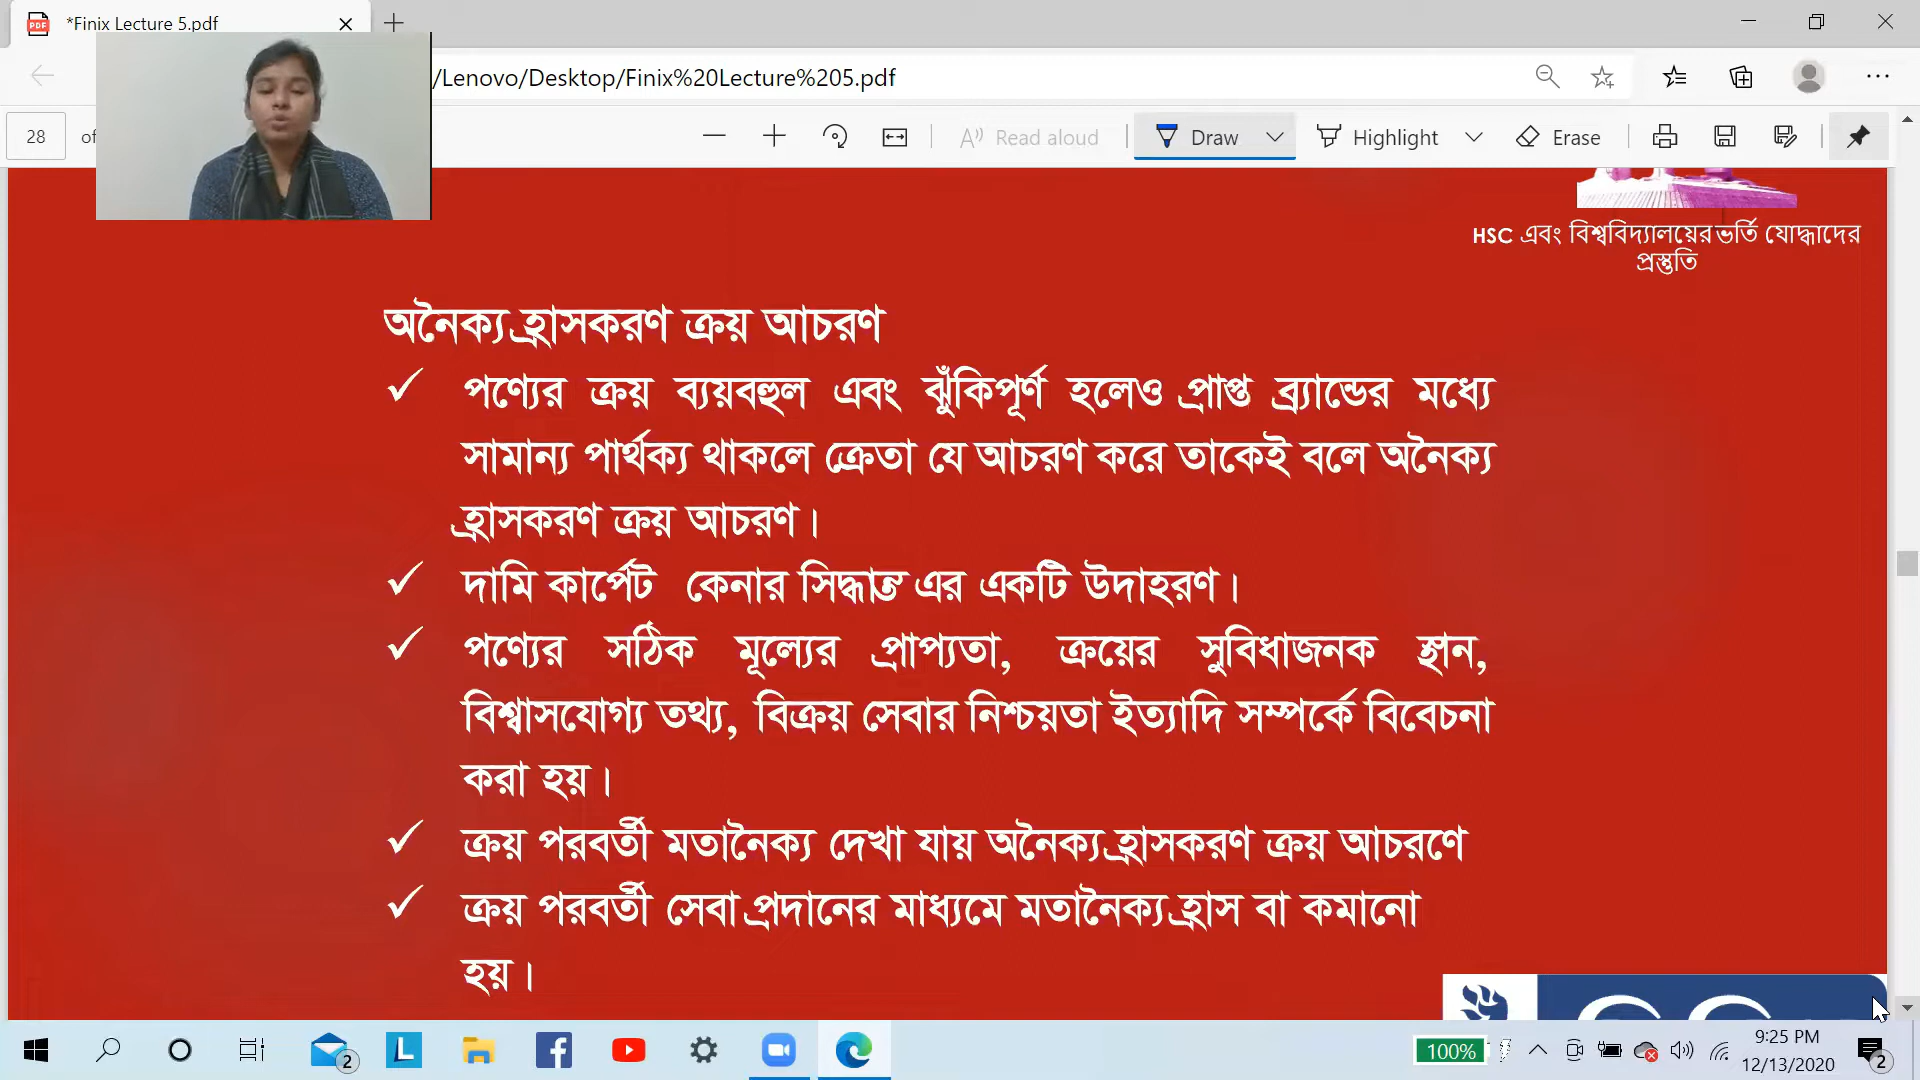 *Finix Lecture 5.pdf
/Lenovo/Desktop/Finix%20Lecture%205.pdf
28 of
Read aloud Draw Highlight Erase
HSC এবং বিশ্ববিদ্যালয়ের ভর্তি যোদ্ধাদের
প্রস্তুতি
অনৈক্য হ্রাসকরণ ক্রয় আচরণ
✓ পণ্যের ক্রয় ব্যয়বহুল এবং ঝুঁকিপূর্ণ হলেও প্রাপ্ত ব্র্যান্ডের মধ্যে
সামান্য পার্থক্য থাকলে ক্রেতা যে আচরণ করে তাকেই বলে অনৈক্য
হ্রাসকরণ ক্রয় আচরণ।
✓ দামি কার্পেট কেনার সিদ্ধান্ত এর একটি উদাহরণ।
✓ পণ্যের সঠিক মূল্যের প্রাপ্যতা, ক্রয়ের সুবিধাজনক স্থান,
বিশ্বাসযোগ্য তথ্য, বিক্রয় সেবার নিশ্চয়তা ইত্যাদি সম্পর্কে বিবেচনা
করা হয়।
✓ ক্রয় পরবর্তী মতানৈক্য দেখা যায় অনৈক্য হ্রাসকরণ ক্রয় আচরণে
✓ ক্রয় পরবর্তী সেবা প্রদানের মাধ্যমে মতানৈক্য হ্রাস বা কমানো
হয়।
2
L
100%
9:25 PM
12/13/2020
2